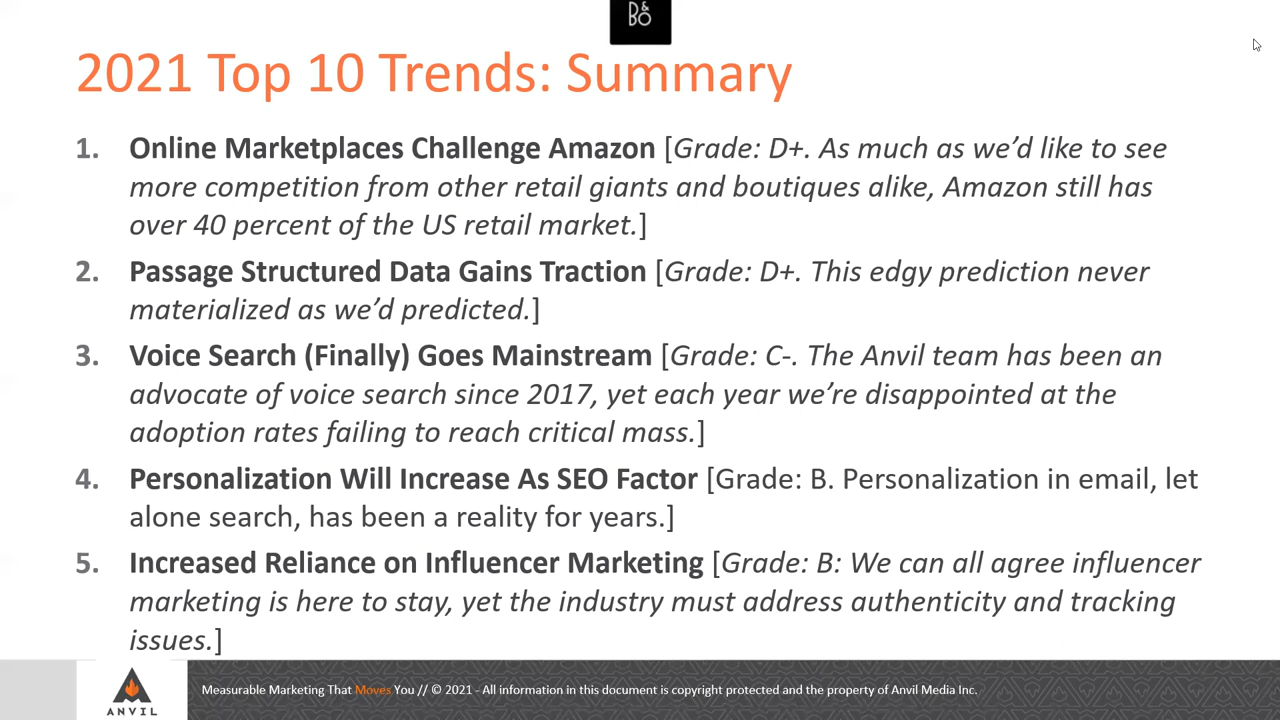 D&
BO
2021 Top 10 Trends: Summary
1. Online Marketplaces Challenge Amazon [Grade: D+. As much as we’d like to see
more competition from other retail giants and boutiques alike, Amazon still has
over 40 percent of the US retail market.]
2. Passage Structured Data Gains Traction [Grade: D+. This edgy prediction never
materialized as we’d predicted.]
3. Voice Search (Finally) Goes Mainstream [Grade: C-. The Anvil team has been an
advocate of voice search since 2017, yet each year we’re disappointed at the
adoption rates failing to reach critical mass.]
4. Personalization Will Increase As SEO Factor [Grade: B. Personalization in email, let
alone search, has been a reality for years.]
5. Increased Reliance on Influencer Marketing [Grade: B: We can all agree influencer
marketing is here to stay, yet the industry must address authenticity and tracking
issues.]
ANVIL
Measurable Marketing That Moves You // © 2021 - All information in this document is copyright protected and the property of Anvil Media Inc.